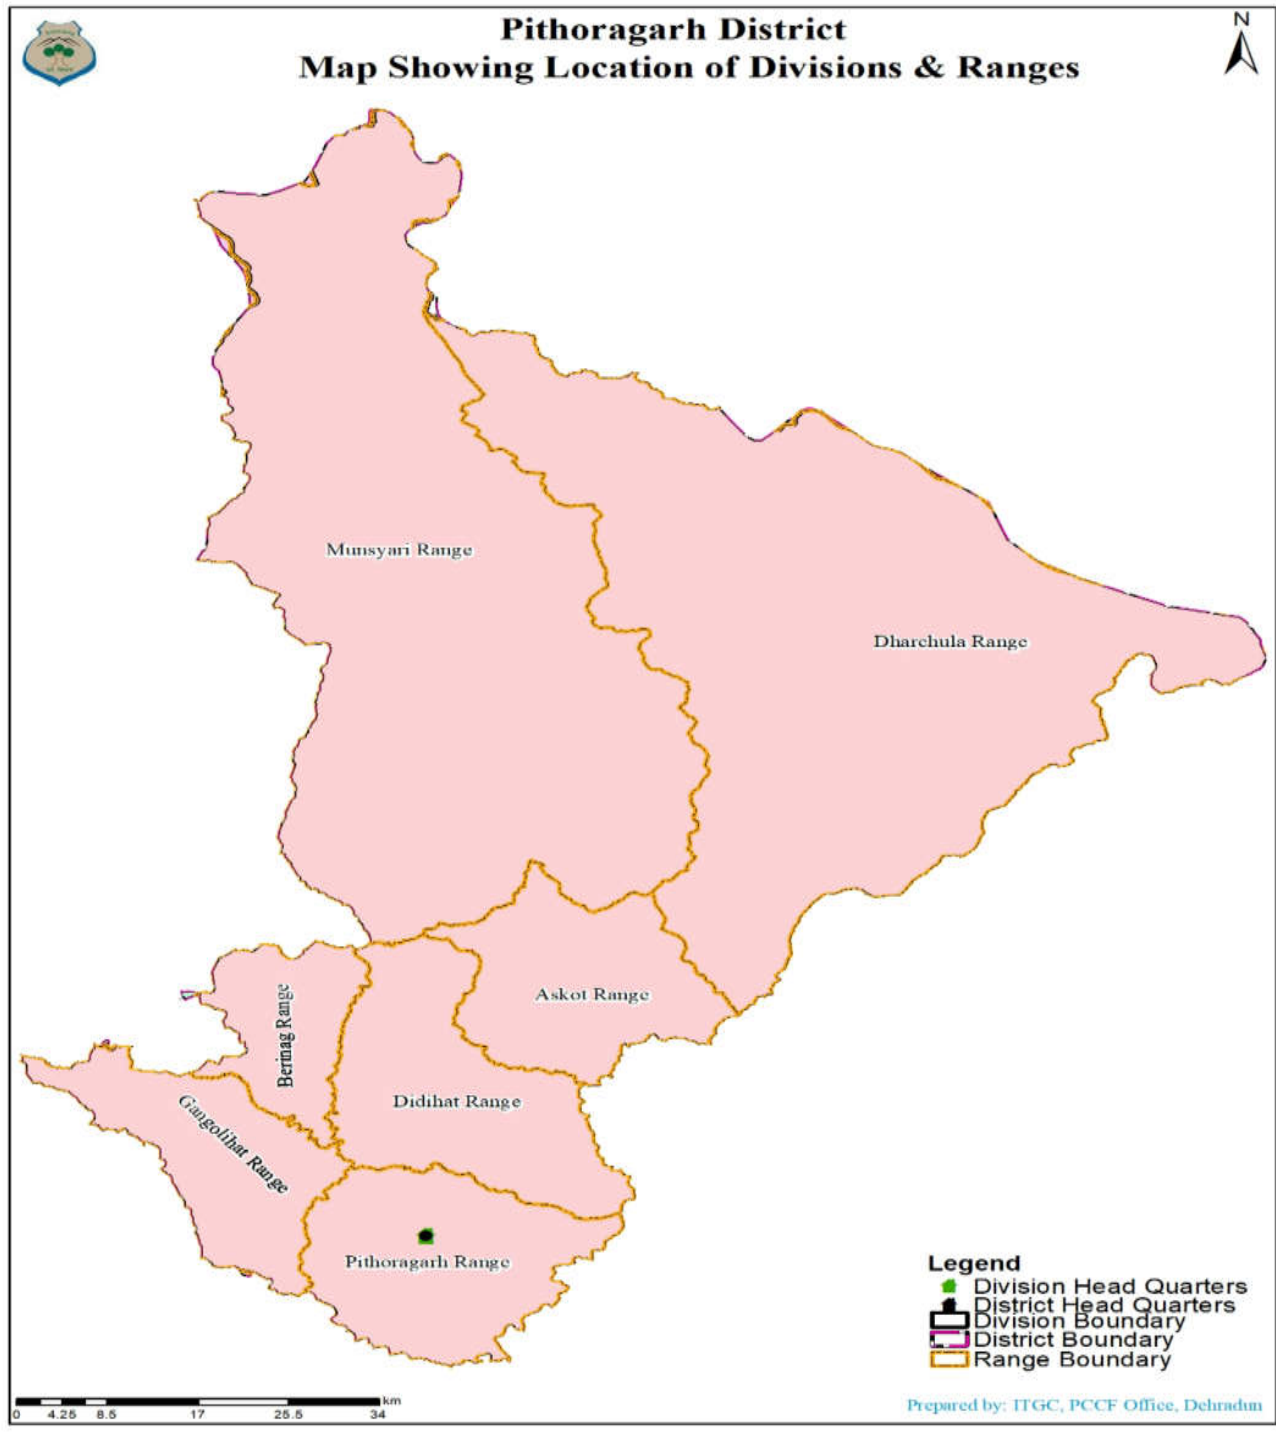 Pithoragarh District
Map Showing Location of Divisions & Ranges
N
Munsyari Range
Dharchula Range
Askot Range
Berinag Range
Didihat Range
Gangolihat Range
Pithoragarh Range
Legend
Division Head Quarters
District Head Quarters
Division Boundary
District Boundary
Range Boundary
km
0 4.25 8.5 17 25.5 34
Prepared by: ITGC, PCCF Office, Dehradun